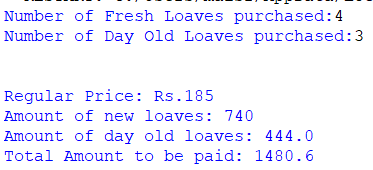 Number of Fresh Loaves purchased:4
Number of Day Old Loaves purchased:3
Regular Price: Rs.185
Amount of new loaves: 740
Amount of day old loaves: 444.0
Total Amount to be paid: 1480.6